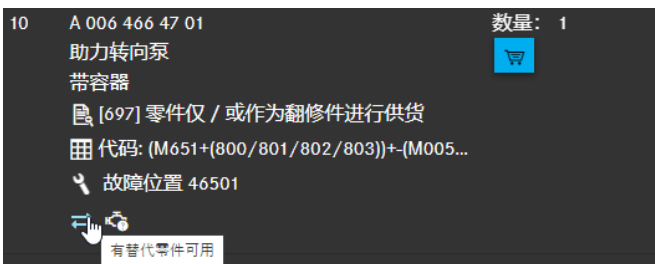 10 A 006 466 47 01 数量: 1
助力转向泵
带容器
[697] 零件仅 / 或作为翻修件进行供货
代码: (M651+(800/801/802/803))+-(M005...
故障位置 46501
有替代零件可用